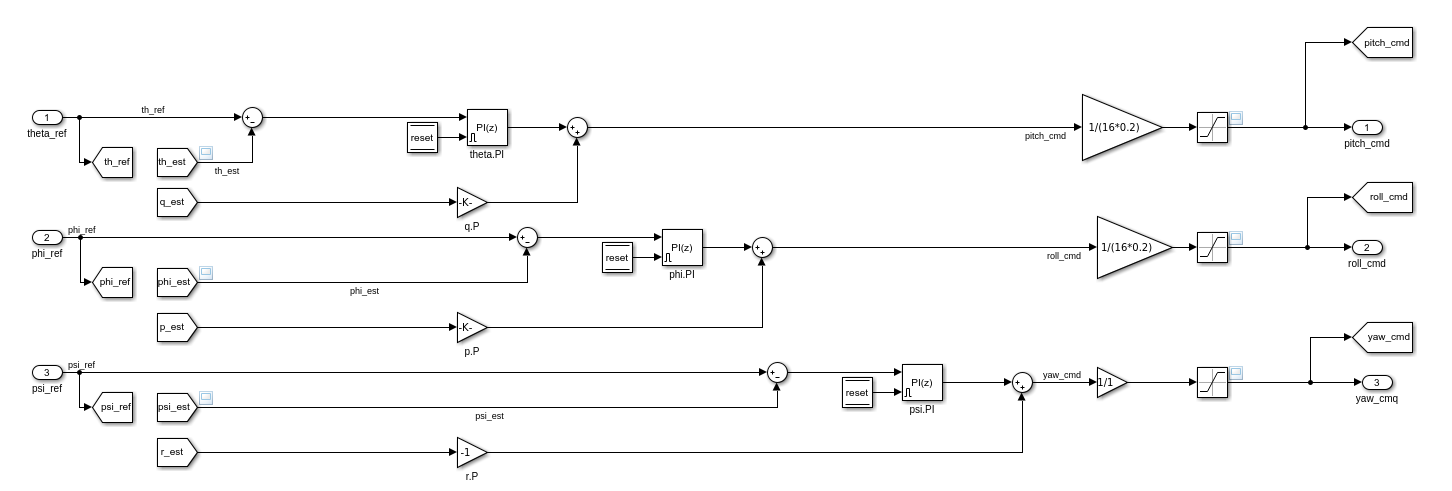 pitch_cmd
1
theta_ref
th_ref
+
-
th_ref
th_est
th_est
reset
PI(z)
theta.PI
+
+
pitch_cmd
1/(16*0.2)
1
pitch_cmd
q_est
-K-
q.P
roll_cmd
2
phi_ref
phi_ref
+
-
phi_ref
phi_est
phi_est
reset
PI(z)
phi.PI
+
+
roll_cmd
1/(16*0.2)
2
roll_cmd
p_est
-K-
p.P
yaw_cmd
3
psi_ref
psi_ref
+
-
psi_ref
psi_est
psi_est
reset
PI(z)
psi.PI
+
+
yaw_cmd
1/1
3
yaw_cmq
r_est
-1
r.P